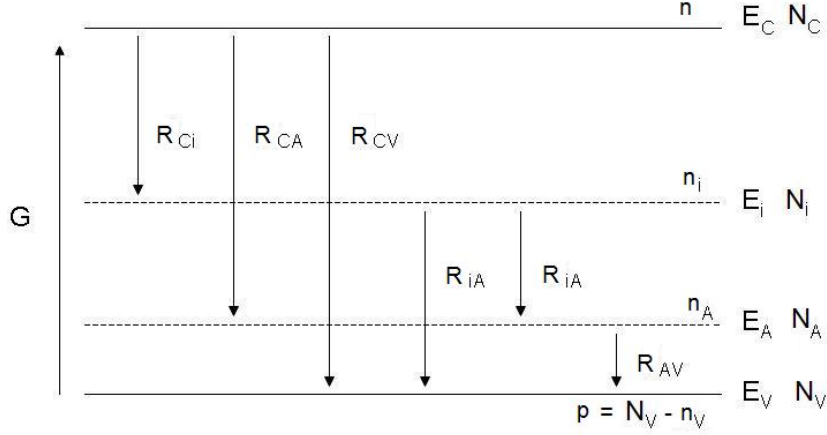 n
E_C N_C
R_Ci R_CA R_CV
n_i
E_i N_i
G
R_iA R_iA
n_A
E_A N_A
R_AV
E_V N_V
p = N_V - n_V